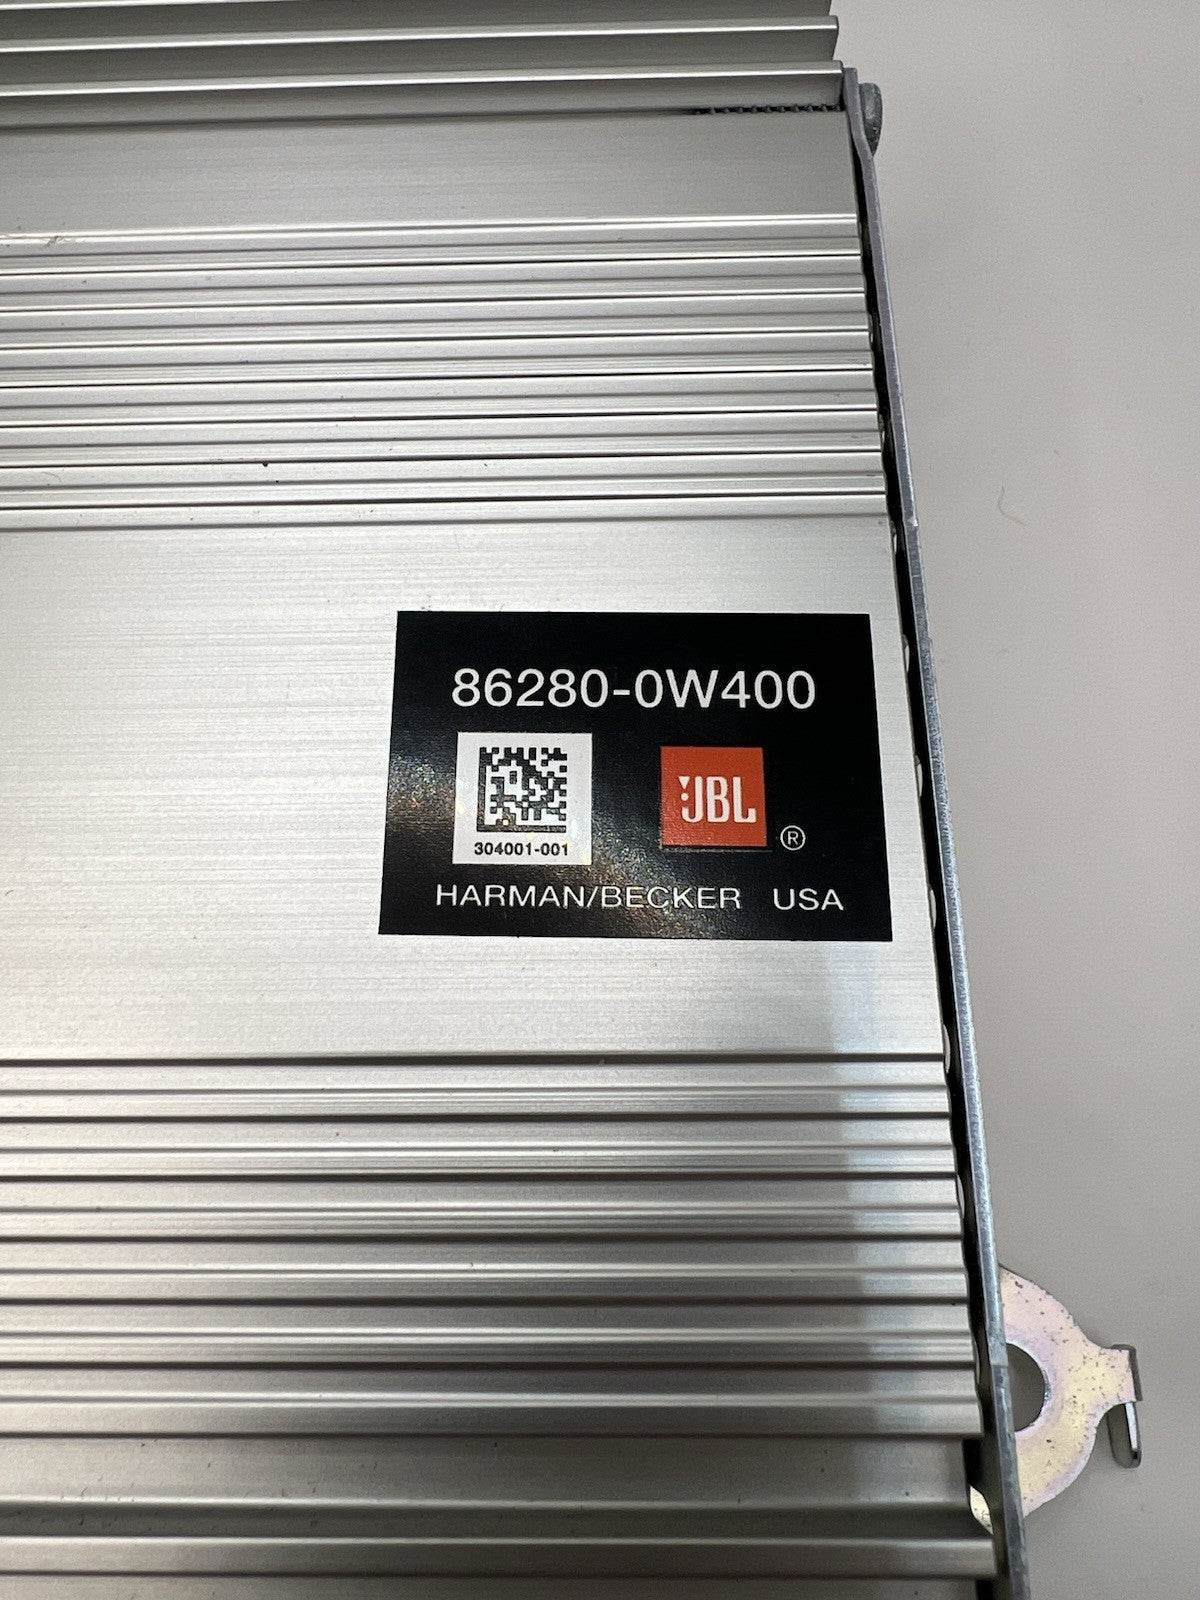 86280-0W400
304001-001
JBL
®
HARMAN/BECKER USA